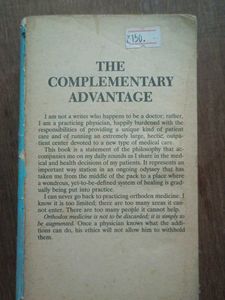 ₹150.
THE
COMPLEMENTARY
ADVANTAGE
I am not a writer who happens to be a doctor; rather,
I am a practicing physician, happily burdened with the
responsibilities of providing a unique kind of patient
care and of running an extremely large, hectic, outpa-
tient center devoted to a new type of medical care.
This book is a statement of the philosophy that ac-
companies me on my daily rounds as I share in the med-
ical and health decisions of my patients. It represents an
important way station in an ongoing odyssey that has
taken me from the middle of the pack to a place where
a wondrous, yet-to-be-defined system of healing is grad-
ually being put into practice.
I can never go back to practicing orthodox medicine. I
know it is too limited; there are too many areas it can-
not enter. There are too many people it cannot help.
Orthodox medicine is not to be discarded; it is simply to
be augmented. Once a physician knows what the addi-
tions can do, his ethics will not allow him to withhold
them.